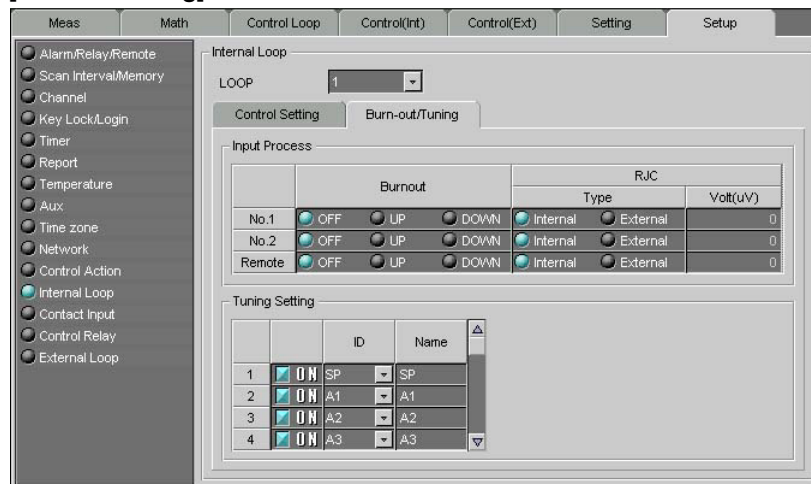 Meas Math Control Loop Control(Int) Control(Ext) Setting Setup
Alarm/Relay/Remote
Scan Interval/Memory
Channel
Key Lock/Login
Timer
Report
Temperature
Aux
Time zone
Network
Control Action
Internal Loop
Contact Input
Control Relay
External Loop
Internal Loop
LOOP 1
Control Setting Burn-out/Tuning
Input Process
Burnout RJC
Type Volt(uV)
No.1 OFF UP DOWN Internal External 0
No.2 OFF UP DOWN Internal External 0
Remote OFF UP DOWN Internal External 0
Tuning Setting
ID Name
1 ON SP SP
2 ON A1 A1
3 ON A2 A2
4 ON A3 A3